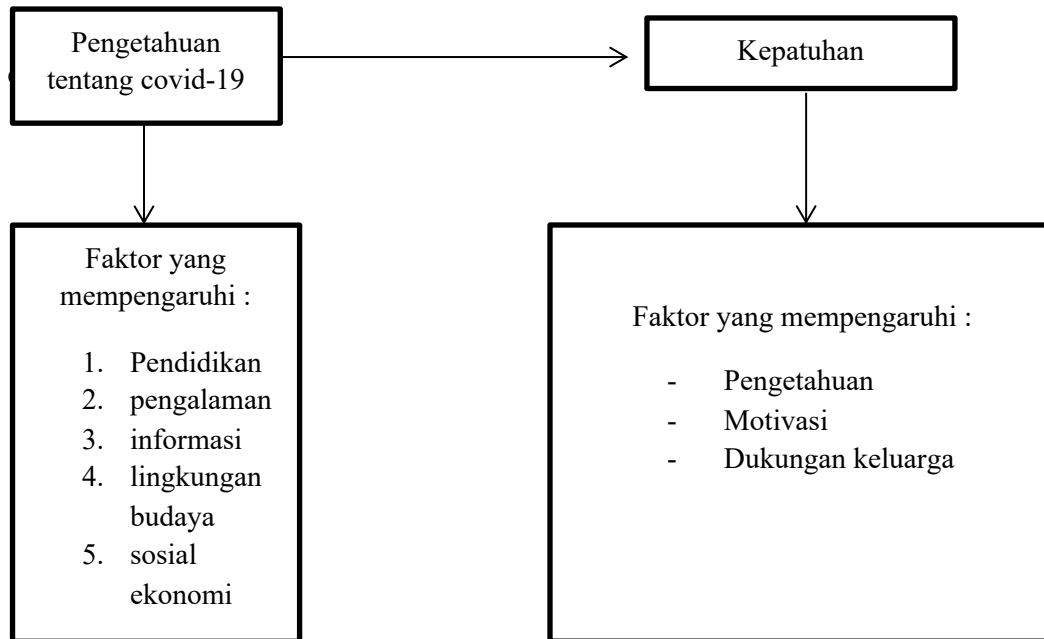 Pengetahuan
tentang covid-19
Kepatuhan
Faktor yang
mempengaruhi :
1. Pendidikan
2. pengalaman
3. informasi
4. lingkungan
budaya
5. sosial
ekonomi
Faktor yang mempengaruhi :
- Pengetahuan
- Motivasi
- Dukungan keluarga